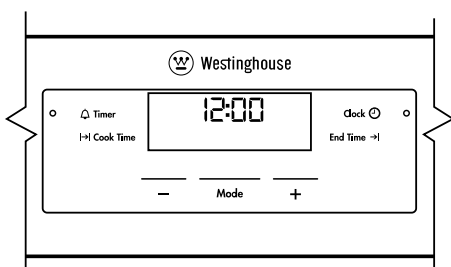 Westinghouse
Timer 12:00 Clock
Cook Time End Time
− Mode +